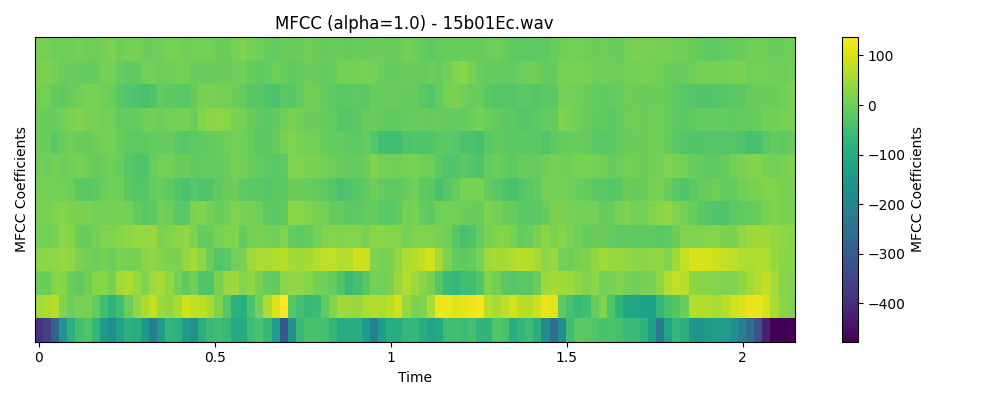 MFCC (alpha=1.0) - 15b01Ec.wav
MFCC Coefficients
0
0.5
1
1.5
2
Time
100
0
−100
−200
−300
−400
MFCC Coefficients